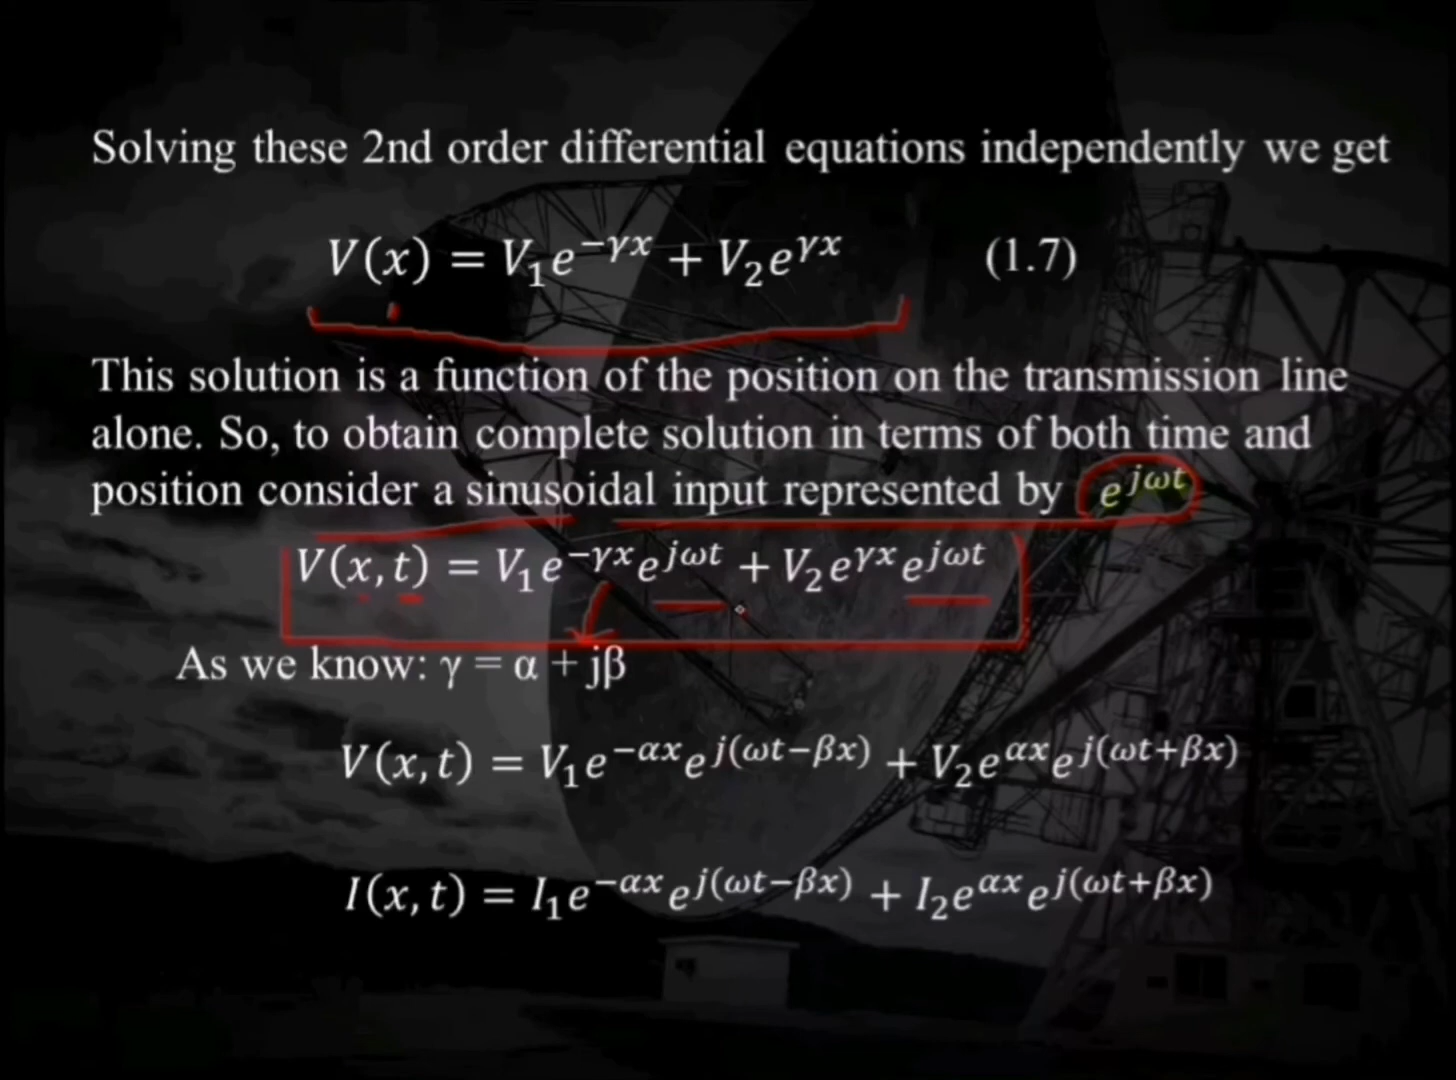 Solving these 2nd order differential equations independently we get
V(x) = V₁e^{−γx} + V₂e^{γx} (1.7)
This solution is a function of the position on the transmission line
alone. So, to obtain complete solution in terms of both time and
position consider a sinusoidal input represented by e^{jωt}
V(x, t) = V₁e^{−γx}e^{jωt} + V₂e^{γx}e^{jωt}
As we know: γ = α + jβ
V(x, t) = V₁e^{−αx}e^{j(ωt−βx)} + V₂e^{αx}e^{j(ωt+βx)}
I(x, t) = I₁e^{−αx}e^{j(ωt−βx)} + I₂e^{αx}e^{j(ωt+βx)}